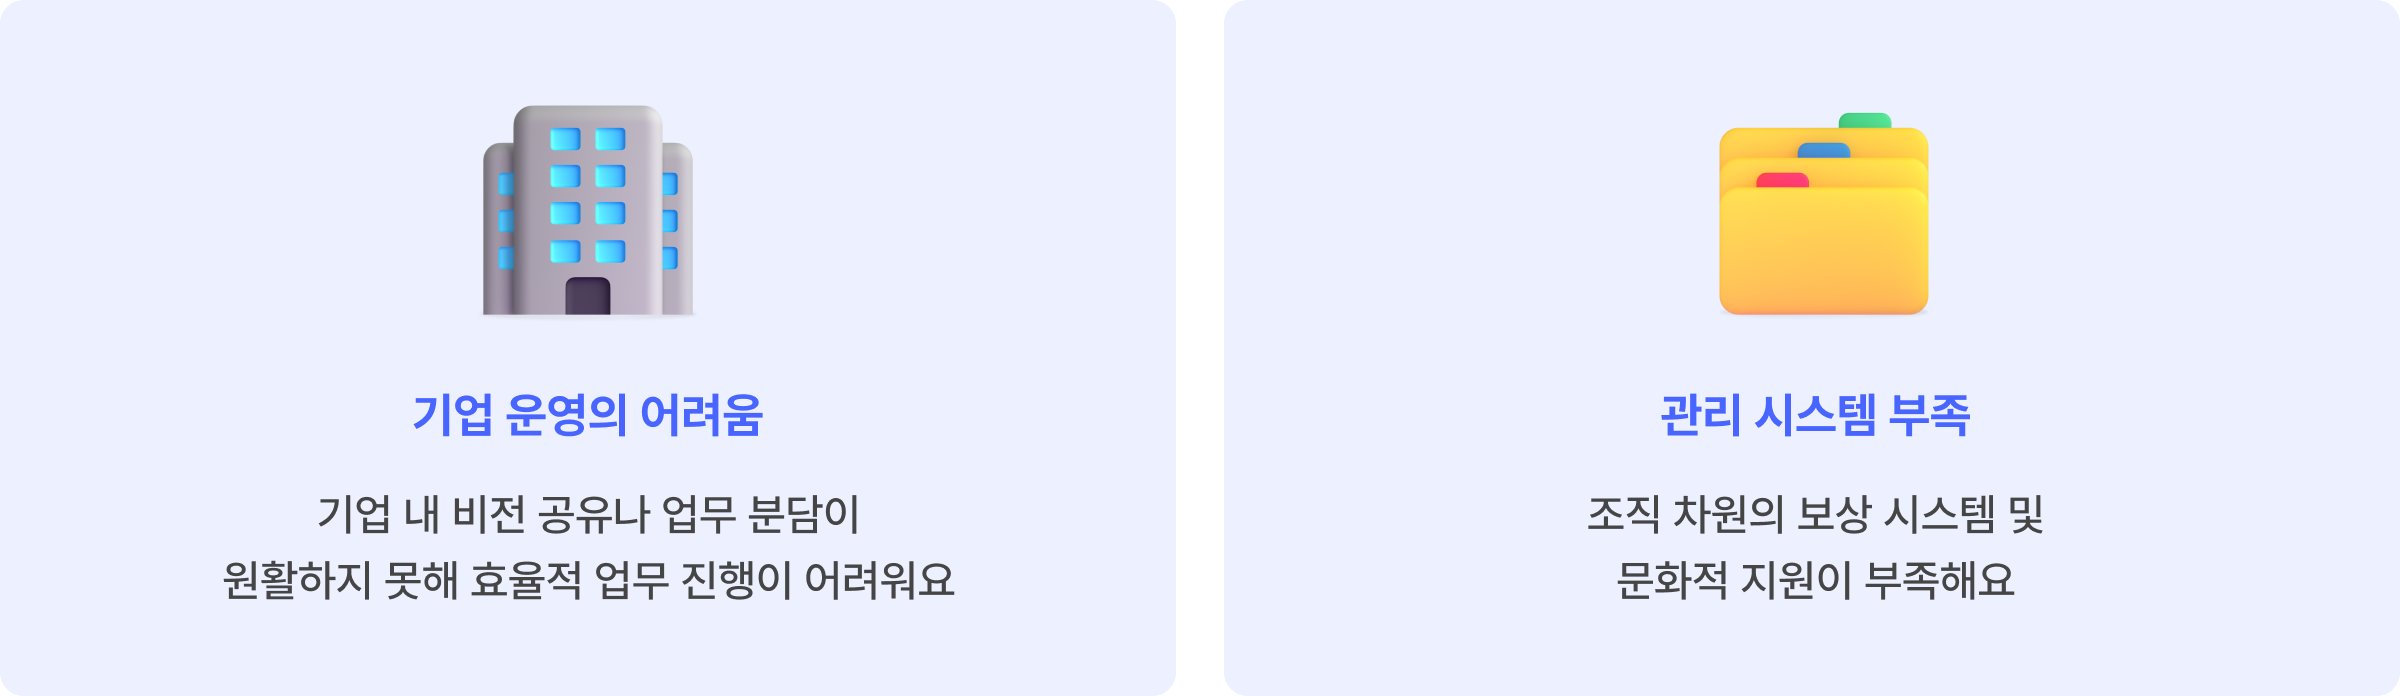 기업 운영의 어려움
기업 내 비전 공유나 업무 분담이
원활하지 못해 효율적 업무 진행이 어려워요
관리 시스템 부족
조직 차원의 보상 시스템 및
문화적 지원이 부족해요